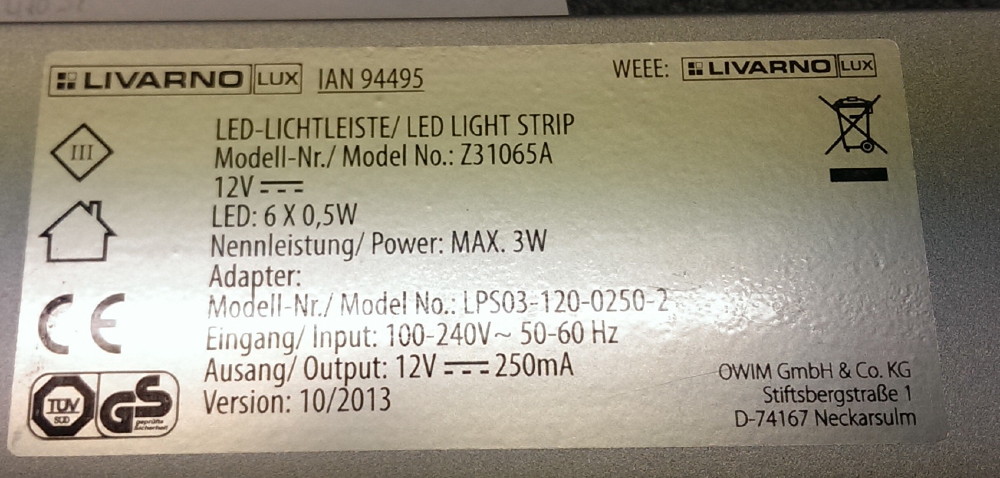 LIVARNO LUX IAN 94495
WEEE: LIVARNO LUX
III
LED-LICHTLEISTE/ LED LIGHT STRIP
Modell-Nr./ Model No.: Z31065A
12V ⎓
LED: 6 X 0,5W
Nennleistung/ Power: MAX. 3W
Adapter:
Modell-Nr./ Model No.: LPS03-120-0250-2
Eingang/ Input: 100-240V~ 50-60 Hz
Ausang/ Output: 12V ⎓ 250mA
Version: 10/2013
CE
TÜV
SÜD
GS
geprüfte
Sicherheit
OWIM GmbH & Co. KG
Stiftsbergstraße 1
D-74167 Neckarsulm